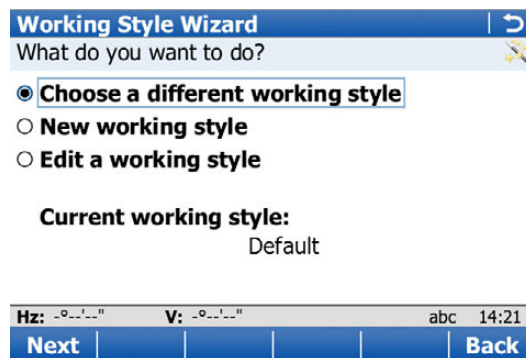 Working Style Wizard
What do you want to do?
Choose a different working style
New working style
Edit a working style
Current working style:
Default
Hz: -°--'--" V: -°--'--" abc 14:21
Next Back